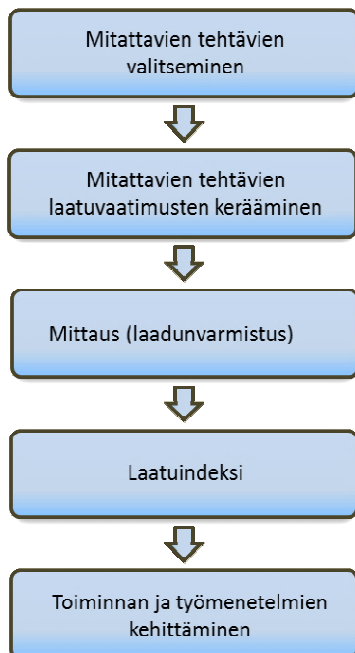 Mitattavien tehtävien
valitseminen
Mitattavien tehtävien
laatuvaatimusten kerääminen
Mittaus (laadunvarmistus)
Laatuindeksi
Toiminnan ja työmenetelmien
kehittäminen